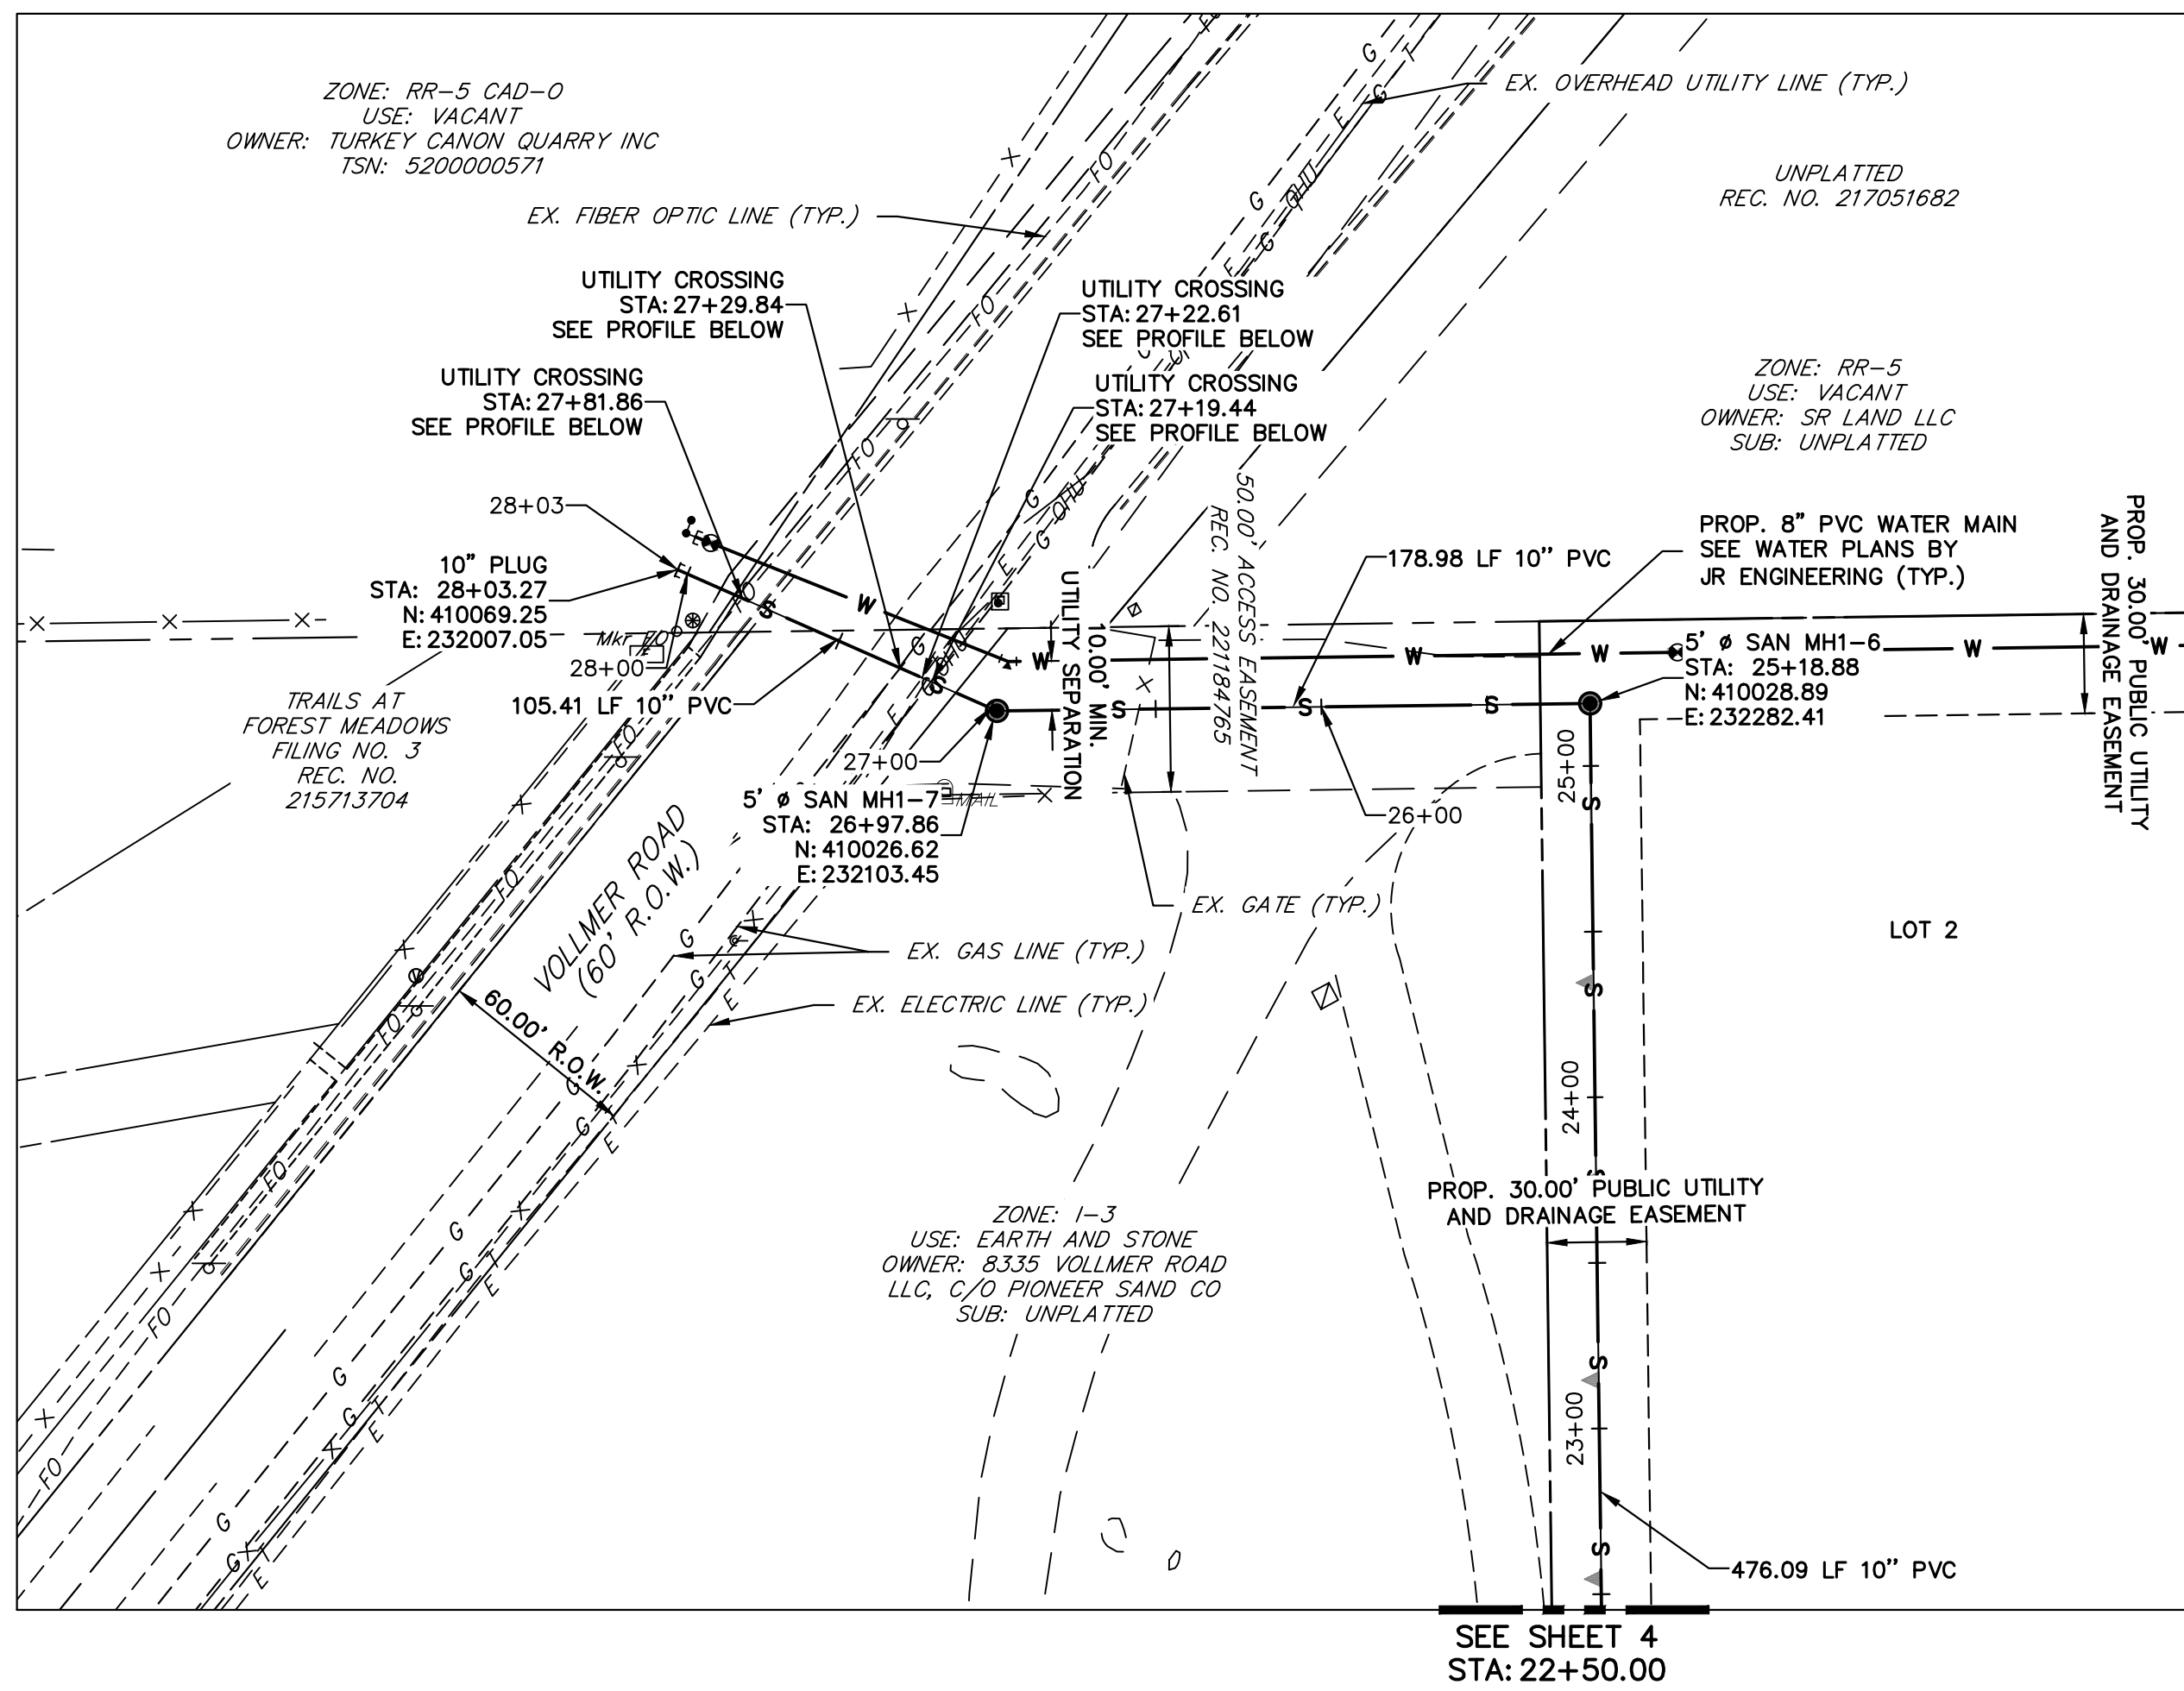 ZONE: RR-5 CAD-O
USE: VACANT
OWNER: TURKEY CANON QUARRY INC
TSN: 5200000571
EX. OVERHEAD UTILITY LINE (TYP.)
UNPLATTED
REC. NO. 217051682
EX. FIBER OPTIC LINE (TYP.)
UTILITY CROSSING
STA: 27+29.84
SEE PROFILE BELOW
UTILITY CROSSING
STA: 27+22.61
SEE PROFILE BELOW
UTILITY CROSSING
STA: 27+81.86
SEE PROFILE BELOW
UTILITY CROSSING
STA: 27+19.44
SEE PROFILE BELOW
ZONE: RR-5
USE: VACANT
OWNER: SR LAND LLC
SUB: UNPLATTED
28+03
10" PLUG
STA: 28+03.27
N: 410069.25
E: 232007.05
Mkr F/O
28+00
105.41 LF 10" PVC
50.00' ACCESS EASEMENT
REC. NO. 221184765
10.00' MIN.
UTILITY SEPARATION
178.98 LF 10" PVC
PROP. 8" PVC WATER MAIN
SEE WATER PLANS BY
JR ENGINEERING (TYP.)
PROP. 30.00' PUBLIC UTILITY
AND DRAINAGE EASEMENT
5' ø SAN MH1-6
STA: 25+18.88
N: 410028.89
E: 232282.41
TRAILS AT
FOREST MEADOWS
FILING NO. 3
REC. NO.
215713704
27+00
5' ø SAN MH1-7
STA: 26+97.86
N: 410026.62
E: 232103.45
MAIL
26+00
25+00
VOLLMER ROAD
(60' R.O.W.)
60.00' R.O.W.
EX. GATE (TYP.)
EX. GAS LINE (TYP.)
EX. ELECTRIC LINE (TYP.)
LOT 2
24+00
PROP. 30.00' PUBLIC UTILITY
AND DRAINAGE EASEMENT
ZONE: I-3
USE: EARTH AND STONE
OWNER: 8335 VOLLMER ROAD
LLC, C/O PIONEER SAND CO
SUB: UNPLATTED
23+00
476.09 LF 10" PVC
SEE SHEET 4
STA: 22+50.00